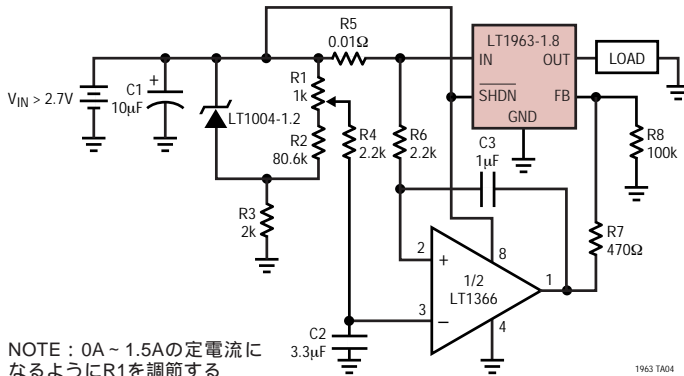 R5
0.01Ω
LT1963-1.8
IN
OUT
LOAD
SHDN
FB
GND
R1
1k
C1
+
10µF
VIN > 2.7V
LT1004-1.2
R2
80.6k
R4
2.2k
R6
2.2k
C3
1µF
R8
100k
R3
2k
R7
470Ω
2
+
8
1/2
LT1366
1
3
–
4
C2
3.3µF
NOTE：0A ~ 1.5Aの定電流に
なるようにR1を調節する
1963 TA04